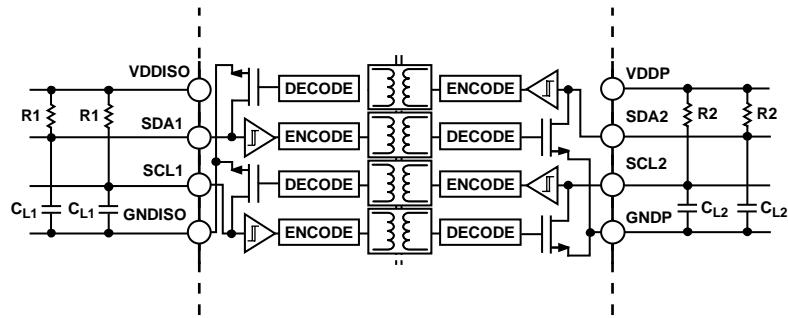 VDDISO
VDDP
R1
R1
DECODE
ENCODE
R2
R2
SDA1
SDA2
ENCODE
DECODE
SCL1
SCL2
DECODE
ENCODE
CL1
CL1
GNDISO
GNDP
CL2
CL2
ENCODE
DECODE